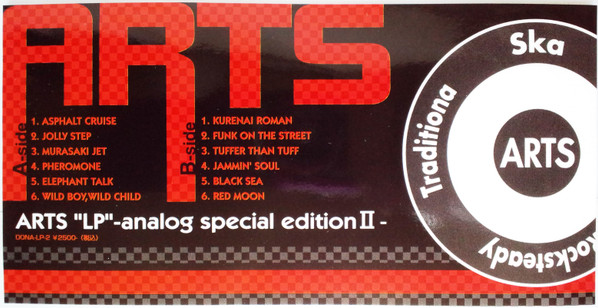 ARTS
A-side
1. ASPHALT CRUISE
2. JOLLY STEP
3. MURASAKI JET
4. PHEROMONE
5. ELEPHANT TALK
6. WILD BOY,WILD CHILD
B-side
1. KURENAI ROMAN
2. FUNK ON THE STREET
3. TUFFER THAN TUFF
4. JAMMIN' SOUL
5. BLACK SEA
6. RED MOON
ARTS "LP"-analog special edition II -
DDNA-LP-2 ¥2500- (税込)
Traditiona
Ska
Rocksteady
ARTS